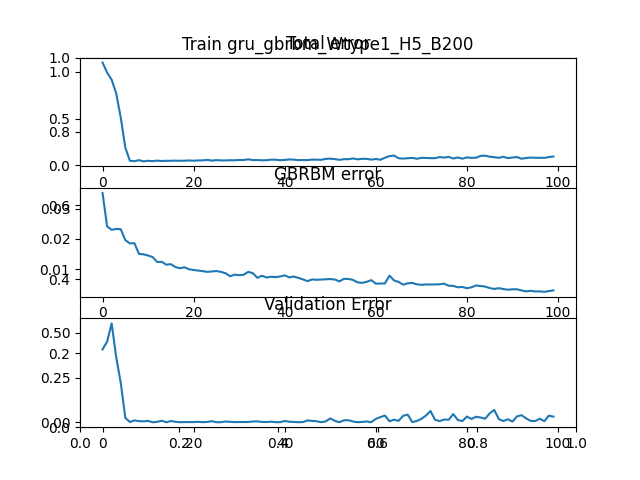 Total error
Train gru_gbrbm_Wtype1_H5_B200
1.0
1.0
0.5
0.8
0.0
0 20 40 60 80 100
GBRBM error
0.6
0.03
0.02
0.01
0.4
0 20 40 60 80 100
Validation Error
0.50
0.2
0.25
0.00
0.0
0 20 40 60 80 100
0.0 0.2 0.4 0.6 0.8 1.0